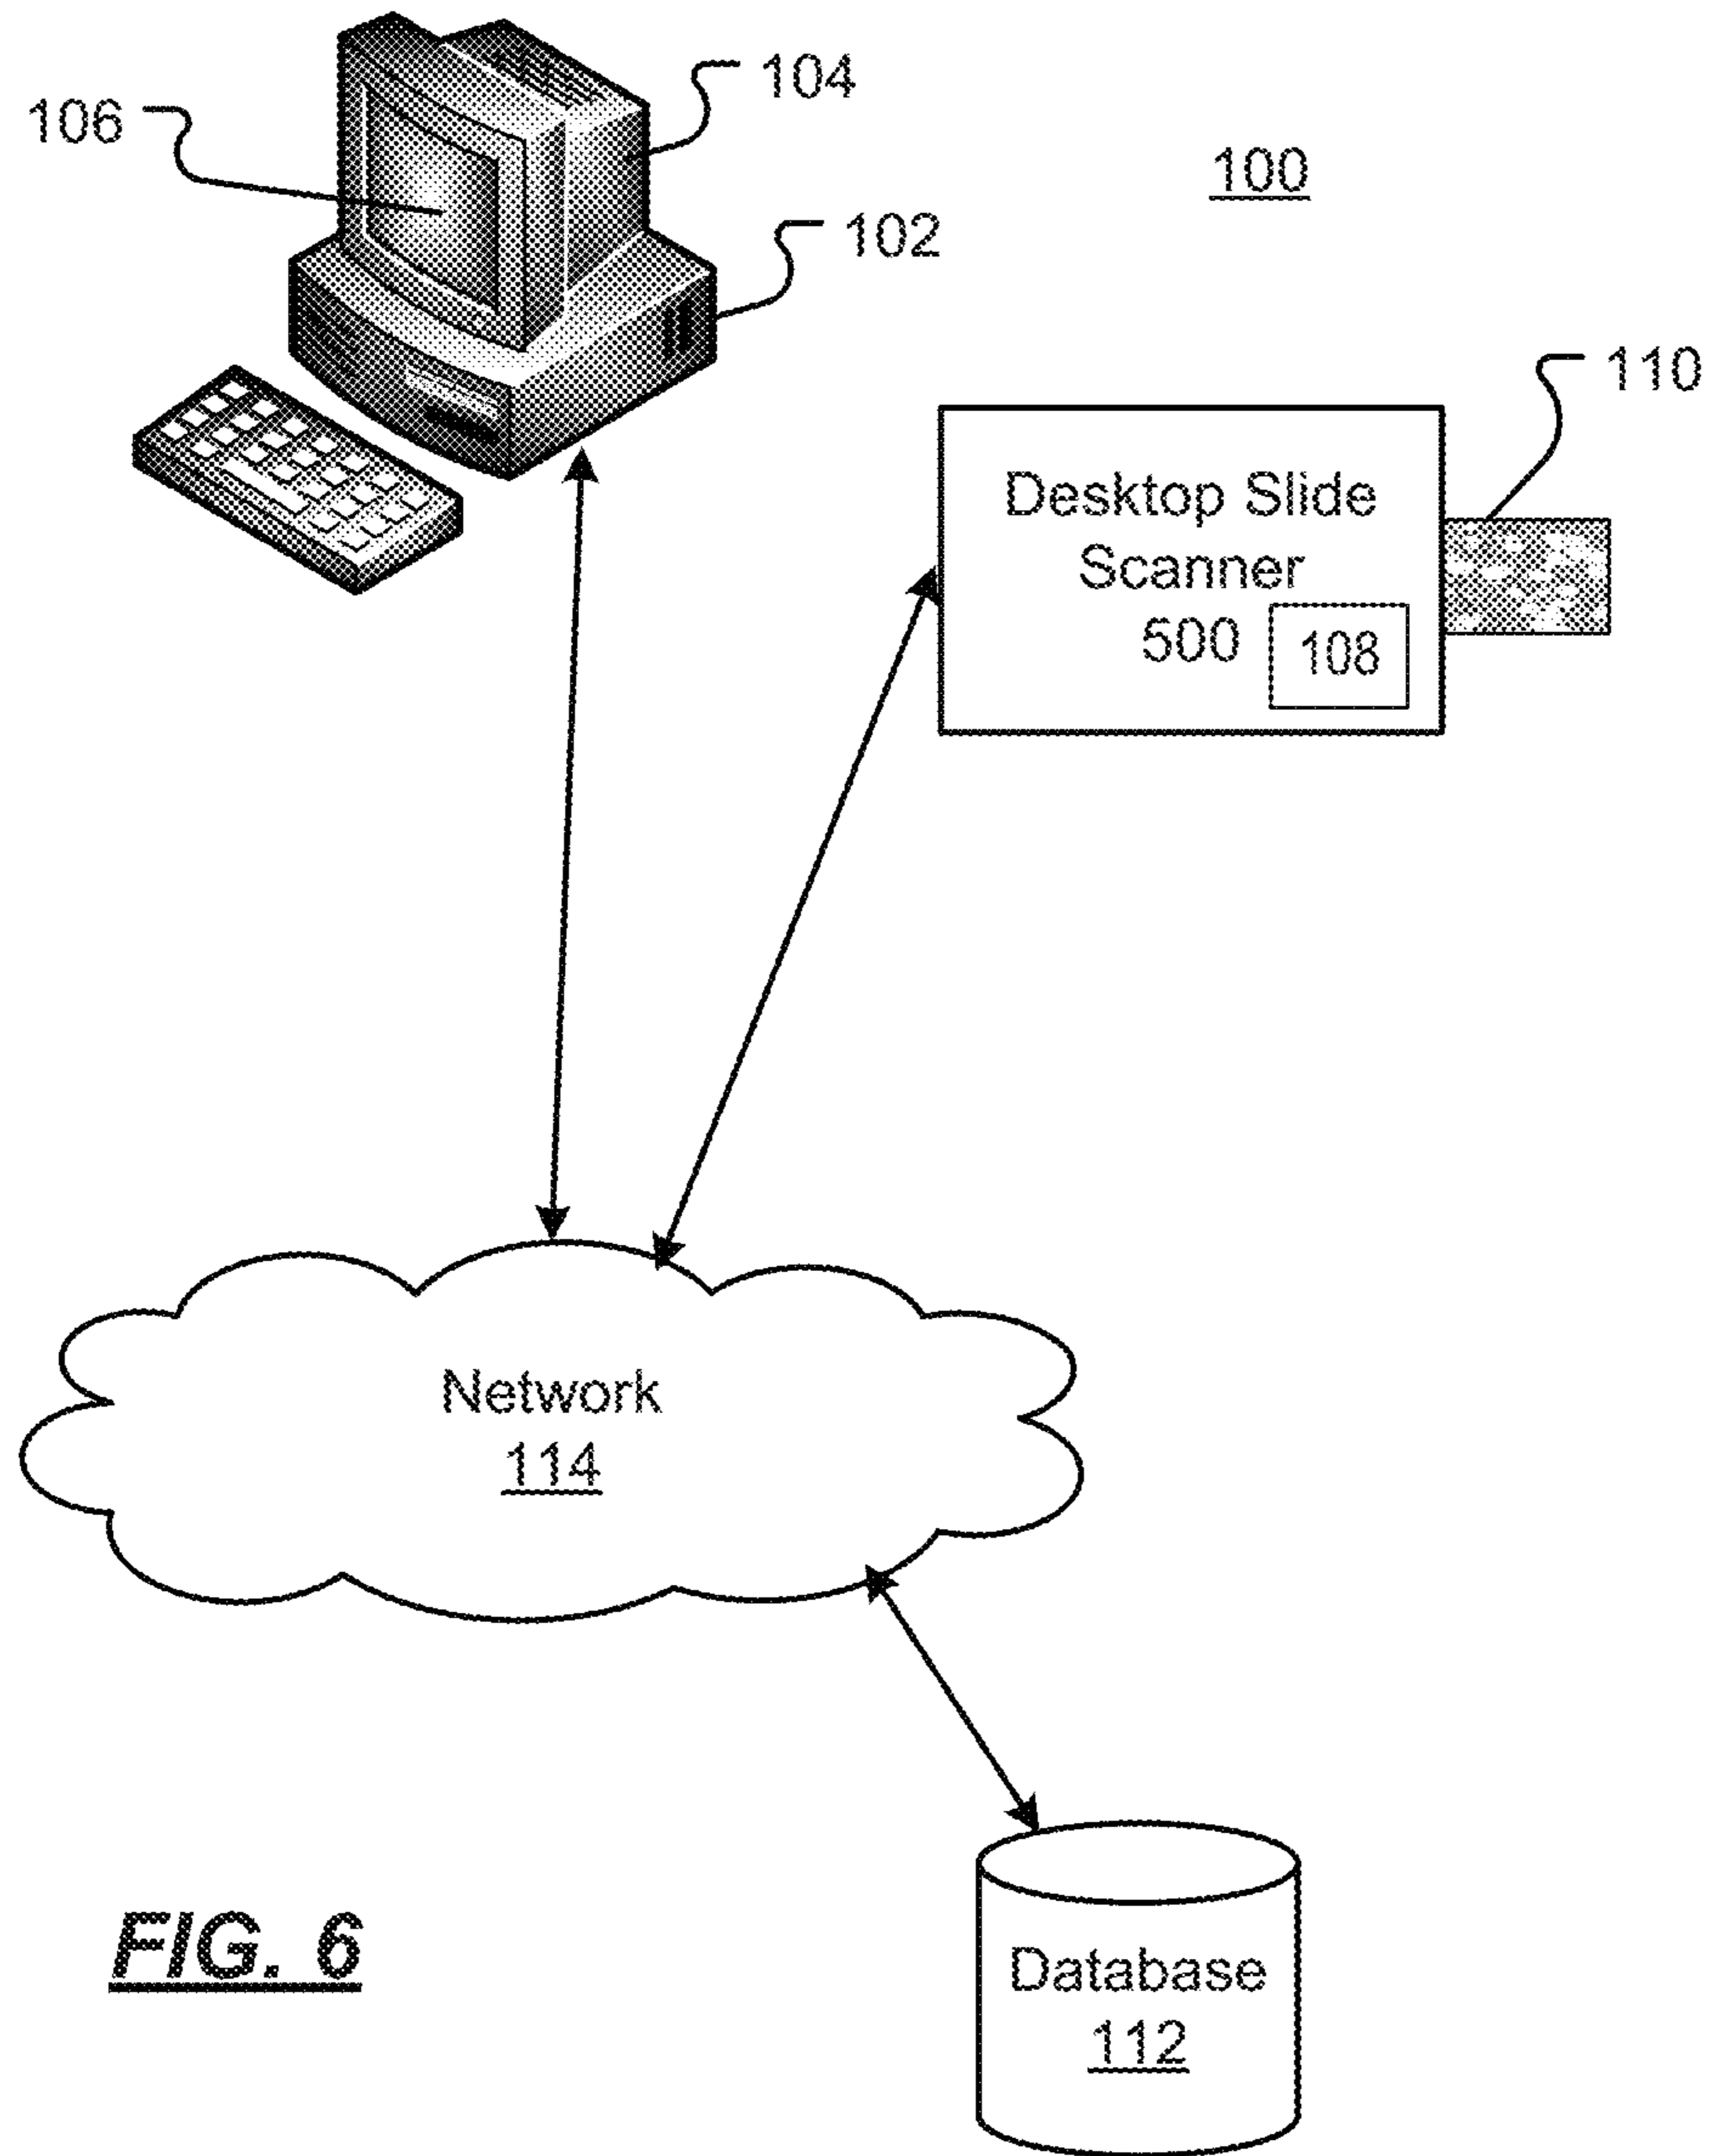 104
106
100
102
110
Desktop Slide
Scanner
500
108
Network
114
Database
112
FIG. 6